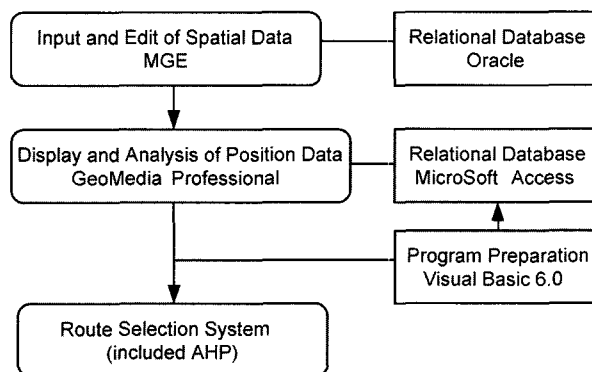 Input and Edit of Spatial Data
MGE
Relational Database
Oracle
Display and Analysis of Position Data
GeoMedia Professional
Relational Database
MicroSoft Access
Program Preparation
Visual Basic 6.0
Route Selection System
(included AHP)